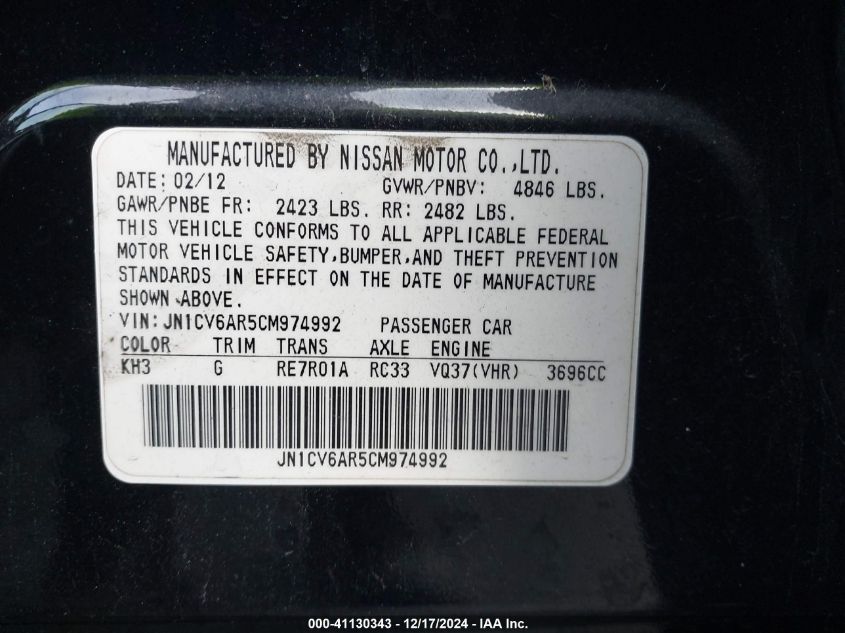 MANUFACTURED BY NISSAN MOTOR CO.,LTD.
DATE: 02/12 GVWR/PNBV: 4846 LBS.
GAWR/PNBE FR: 2423 LBS. RR: 2482 LBS.
THIS VEHICLE CONFORMS TO ALL APPLICABLE FEDERAL
MOTOR VEHICLE SAFETY,BUMPER,AND THEFT PREVENTION
STANDARDS IN EFFECT ON THE DATE OF MANUFACTURE
SHOWN ABOVE.
VIN: JN1CV6AR5CM974992 PASSENGER CAR
COLOR TRIM TRANS AXLE ENGINE
KH3 G RE7R01A RC33 VQ37(VHR) 3696CC
JN1CV6AR5CM974992
000-41130343 - 12/17/2024 - IAA Inc.